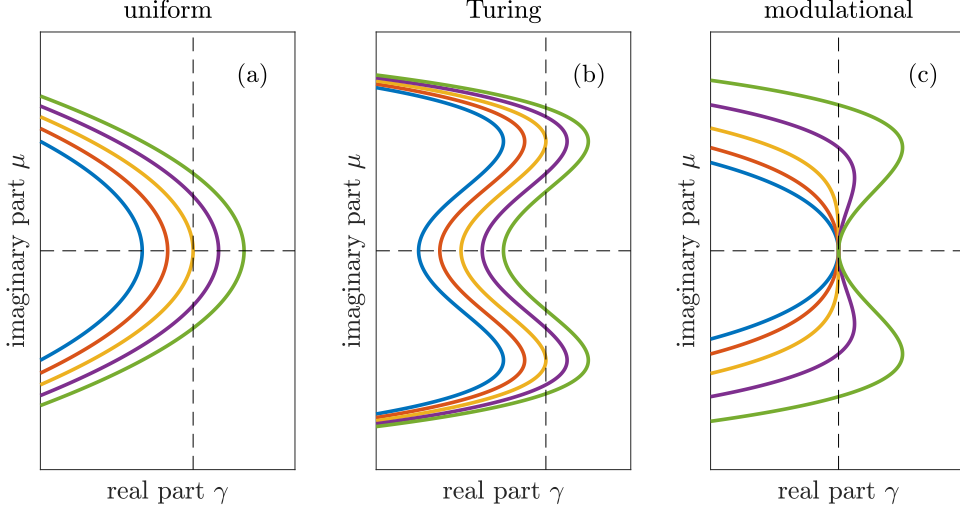 uniform
Turing
modulational
(a)
(b)
(c)
imaginary part μ
imaginary part μ
imaginary part μ
real part γ
real part γ
real part γ